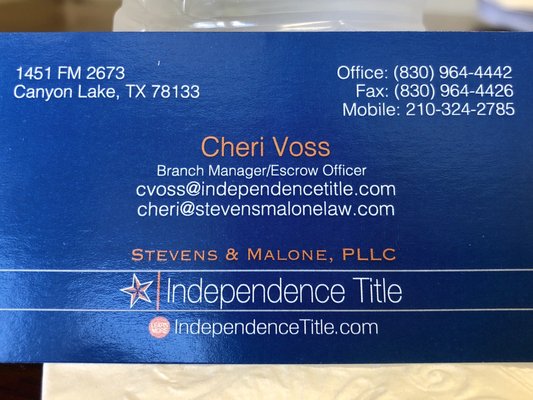 1451 FM 2673
Canyon Lake, TX 78133
Office: (830) 964-4442
Fax: (830) 964-4426
Mobile: 210-324-2785
Cheri Voss
Branch Manager/Escrow Officer
cvoss@independencetitle.com
cheri@stevensmalonelaw.com
STEVENS & MALONE, PLLC
Independence Title
IndependenceTitle.com